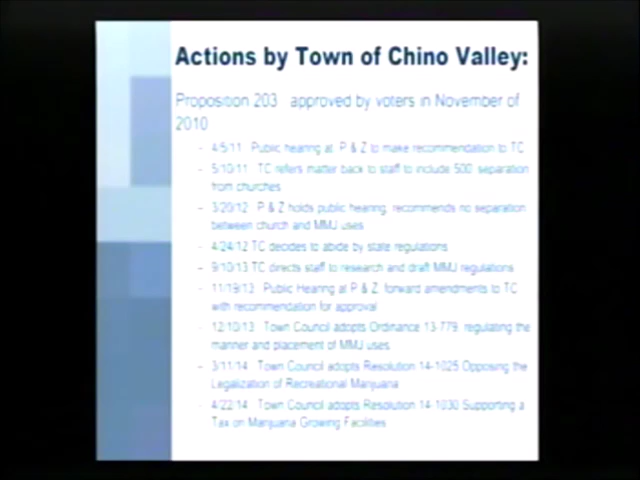 Actions by Town of Chino Valley:
Proposition 203 approved by voters in November of
2010
- 4/5/11 Public hearing at P & Z to make recommendation to TC
- 5/10/11 TC refers matter back to staff to include 500' separation
from churches
- 3/20/12 P & Z holds public hearing, recommends no separation
between church and MMJ uses
- 4/24/12 TC decides to abide by state regulations
- 9/10/13 TC directs staff to research and draft MMJ regulations
- 11/19/13 Public Hearing at P & Z forward amendments to TC
with recommendation for approval
- 12/10/13 Town Council adopts Ordinance 13-779 regulating the
manner and placement of MMJ uses
- 3/11/14 Town Council adopts Resolution 14-1025 Opposing the
Legalization of Recreational Marijuana
- 4/22/14 Town Council adopts Resolution 14-1030 Supporting a
Tax on Marijuana Growing Facilities